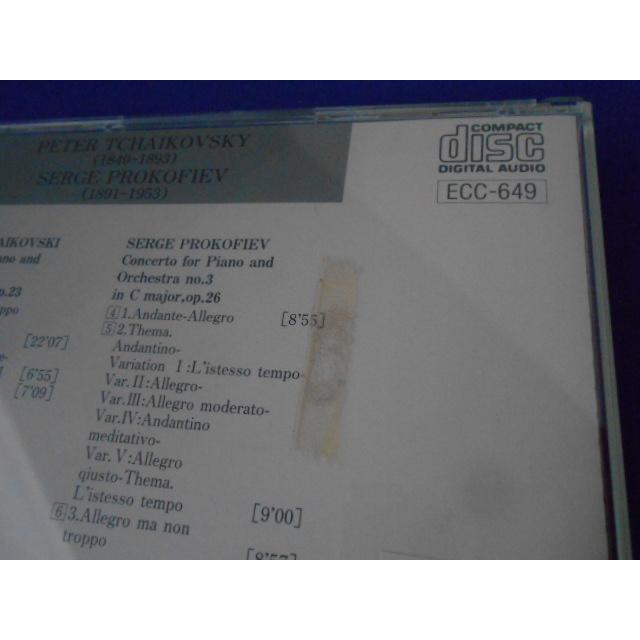 PETER TCHAIKOVSKY
(1840-1893)
SERGE PROKOFIEV
(1891-1953)
COMPACT
disc
DIGITAL AUDIO
ECC-649
AIKOVSKI
and
p.23
[22'07]
[6'55]
[7'09]
SERGE PROKOFIEV
Concerto for Piano and
Orchestra no.3
in C major,op.26
4 1.Andante-Allegro [8'55]
5 2.Thema.
Andantino-
Variation I:L'istesso tempo-
Var.II:Allegro-
Var.III:Allegro moderato-
Var.IV:Andantino
meditativo-
Var.V:Allegro
giusto-Thema.
L'istesso tempo [9'00]
6 3.Allegro ma non
troppo